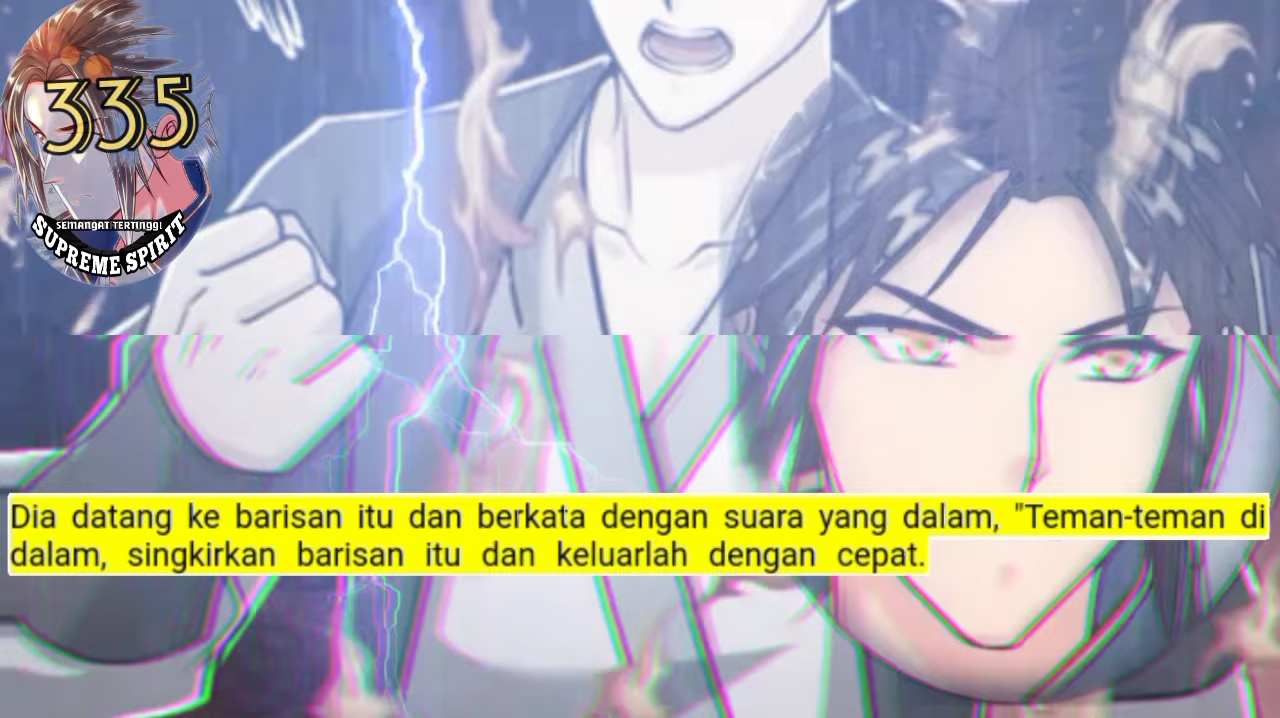 335
SEMANGAT TERTINGGI
SUPREME SPIRIT
Dia datang ke barisan itu dan berkata dengan suara yang dalam, "Teman-teman di
dalam, singkirkan barisan itu dan keluarlah dengan cepat.